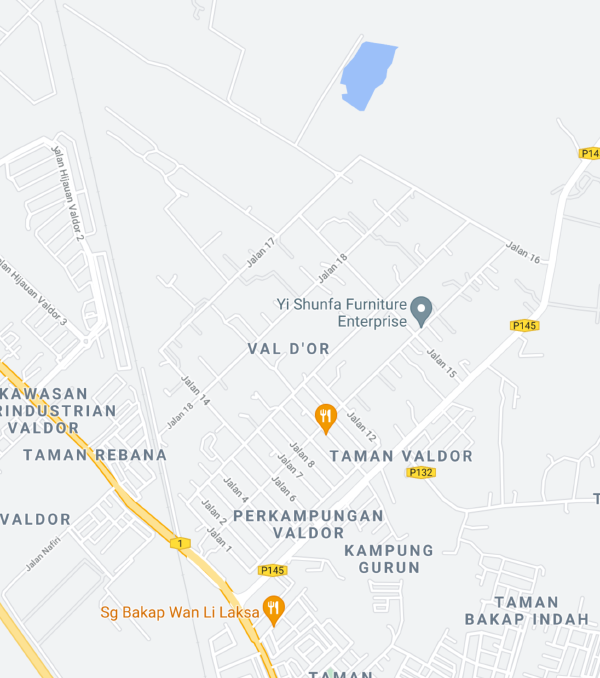 P14
Jalan Hijauan Valdor 2
Jalan 17
Jalan 16
Jalan 18
Jalan Hijauan Valdor 3
Yi Shunfa Furniture
Enterprise
P145
VAL D'OR
Jalan 15
Jalan 14
KAWASAN
RINDUSTRIAN
VALDOR
Jalan 18
Jalan 12
TAMAN REBANA
Jalan 8
TAMAN VALDOR
Jalan 7
P132
Jalan 4
Jalan 6
T
VALDOR
Jalan 2
PERKAMPUNGAN
VALDOR
Jalan 1
1
Jalan Nafiri
KAMPUNG
GURUN
P145
Sg Bakap Wan Li Laksa
TAMAN
BAKAP INDAH
TAMAN